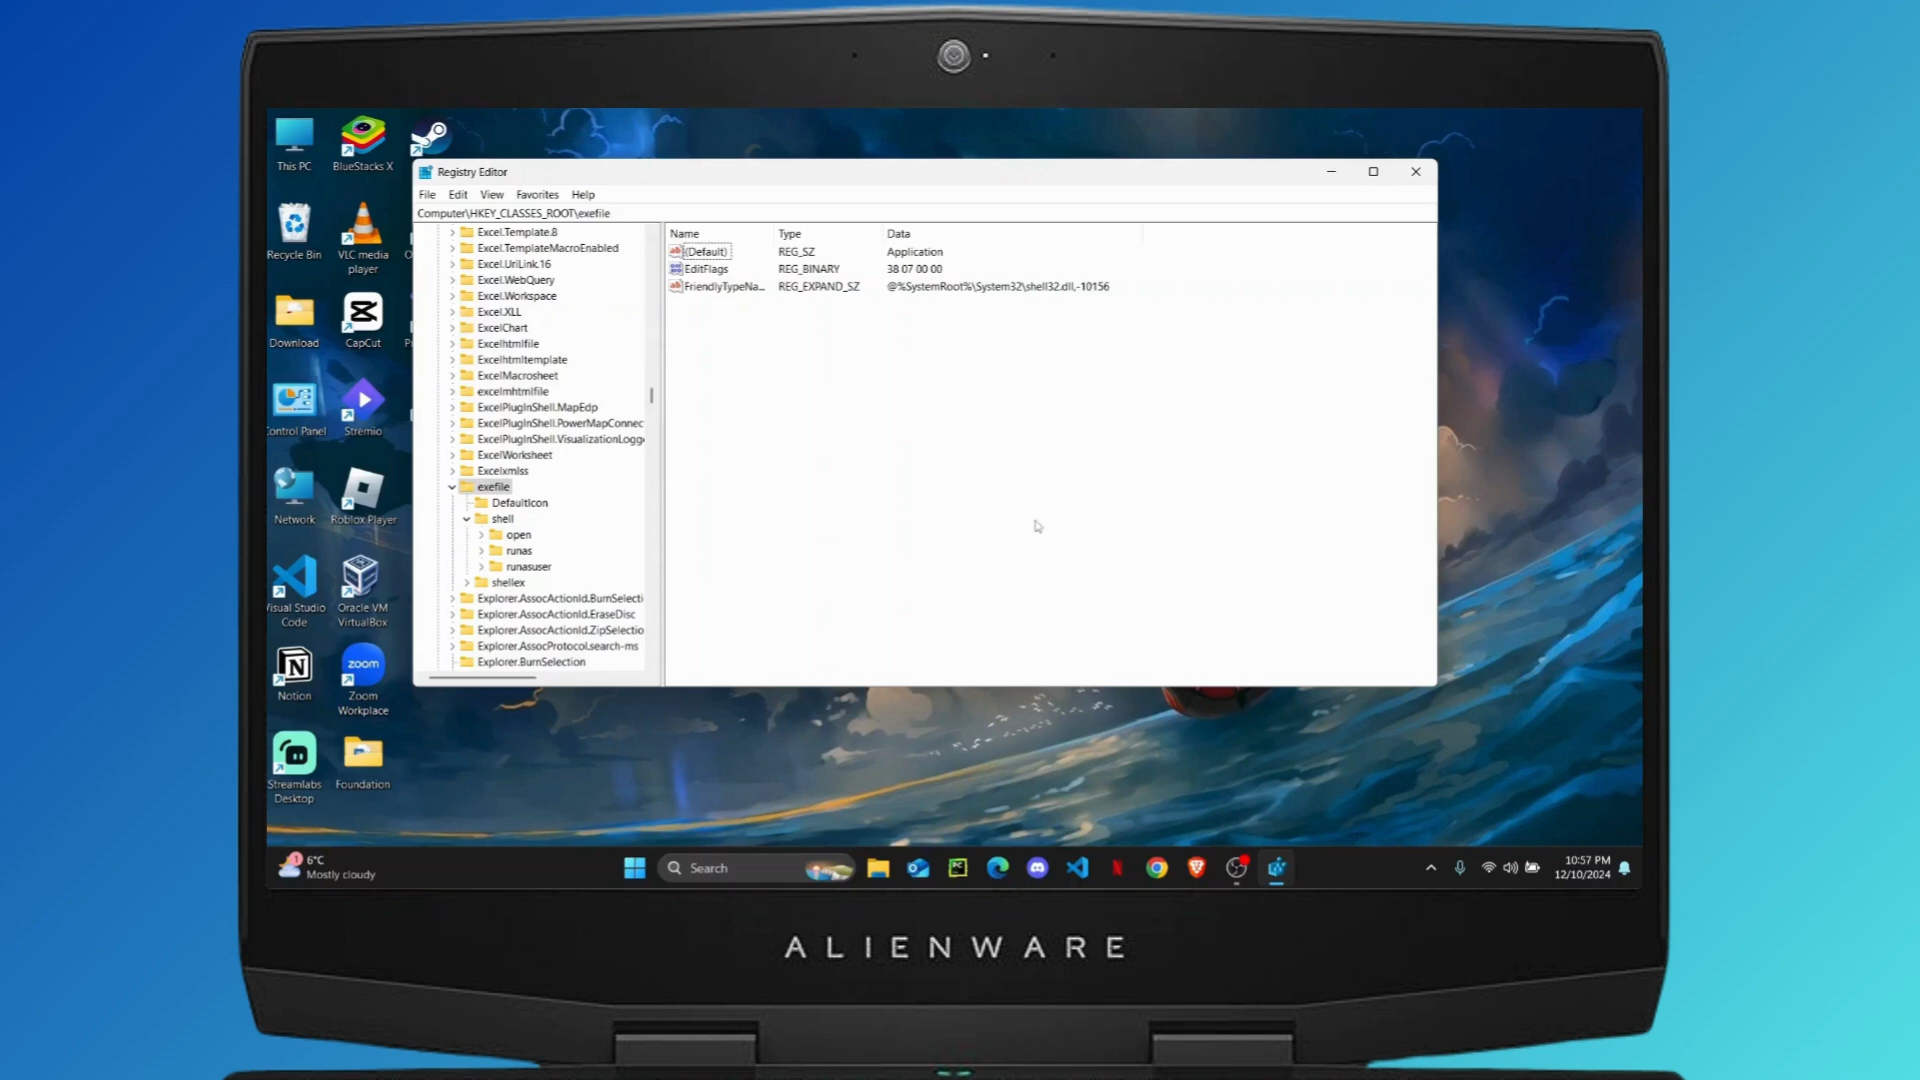 This PC
BlueStacks X
Recycle Bin
VLC media
player
Download
CapCut
Control Panel
Stremio
Network
Roblox Player
Visual Studio
Code
Oracle VM
VirtualBox
Notion
zoom
Zoom
Workplace
Streamlabs
Desktop
Foundation
Registry Editor
File Edit View Favorites Help
Computer\HKEY_CLASSES_ROOT\exefile
Excel.Template.8
Excel.TemplateMacroEnabled
Excel.UriLink.16
Excel.WebQuery
Excel.Workspace
Excel.XLL
ExcelChart
Excelhtmlfile
Excelhtmltemplate
ExcelMacrosheet
excelmhtmlfile
ExcelPlugInShell.MapEdp
ExcelPlugInShell.PowerMapConnec
ExcelPlugInShell.VisualizationLogge
ExcelWorksheet
Excelxmlss
exefile
DefaultIcon
shell
open
runas
runasuser
shellex
Explorer.AssocActionId.BurnSelecti
Explorer.AssocActionId.EraseDisc
Explorer.AssocActionId.ZipSelectio
Explorer.AssocProtocol.search-ms
Explorer.BurnSelection
Name Type Data
(Default) REG_SZ Application
EditFlags REG_BINARY 38 07 00 00
FriendlyTypeNa... REG_EXPAND_SZ @%SystemRoot%\System32\shell32.dll,-10156
1
6°C
Mostly cloudy
Search
10:57 PM
12/10/2024
ALIENWARE